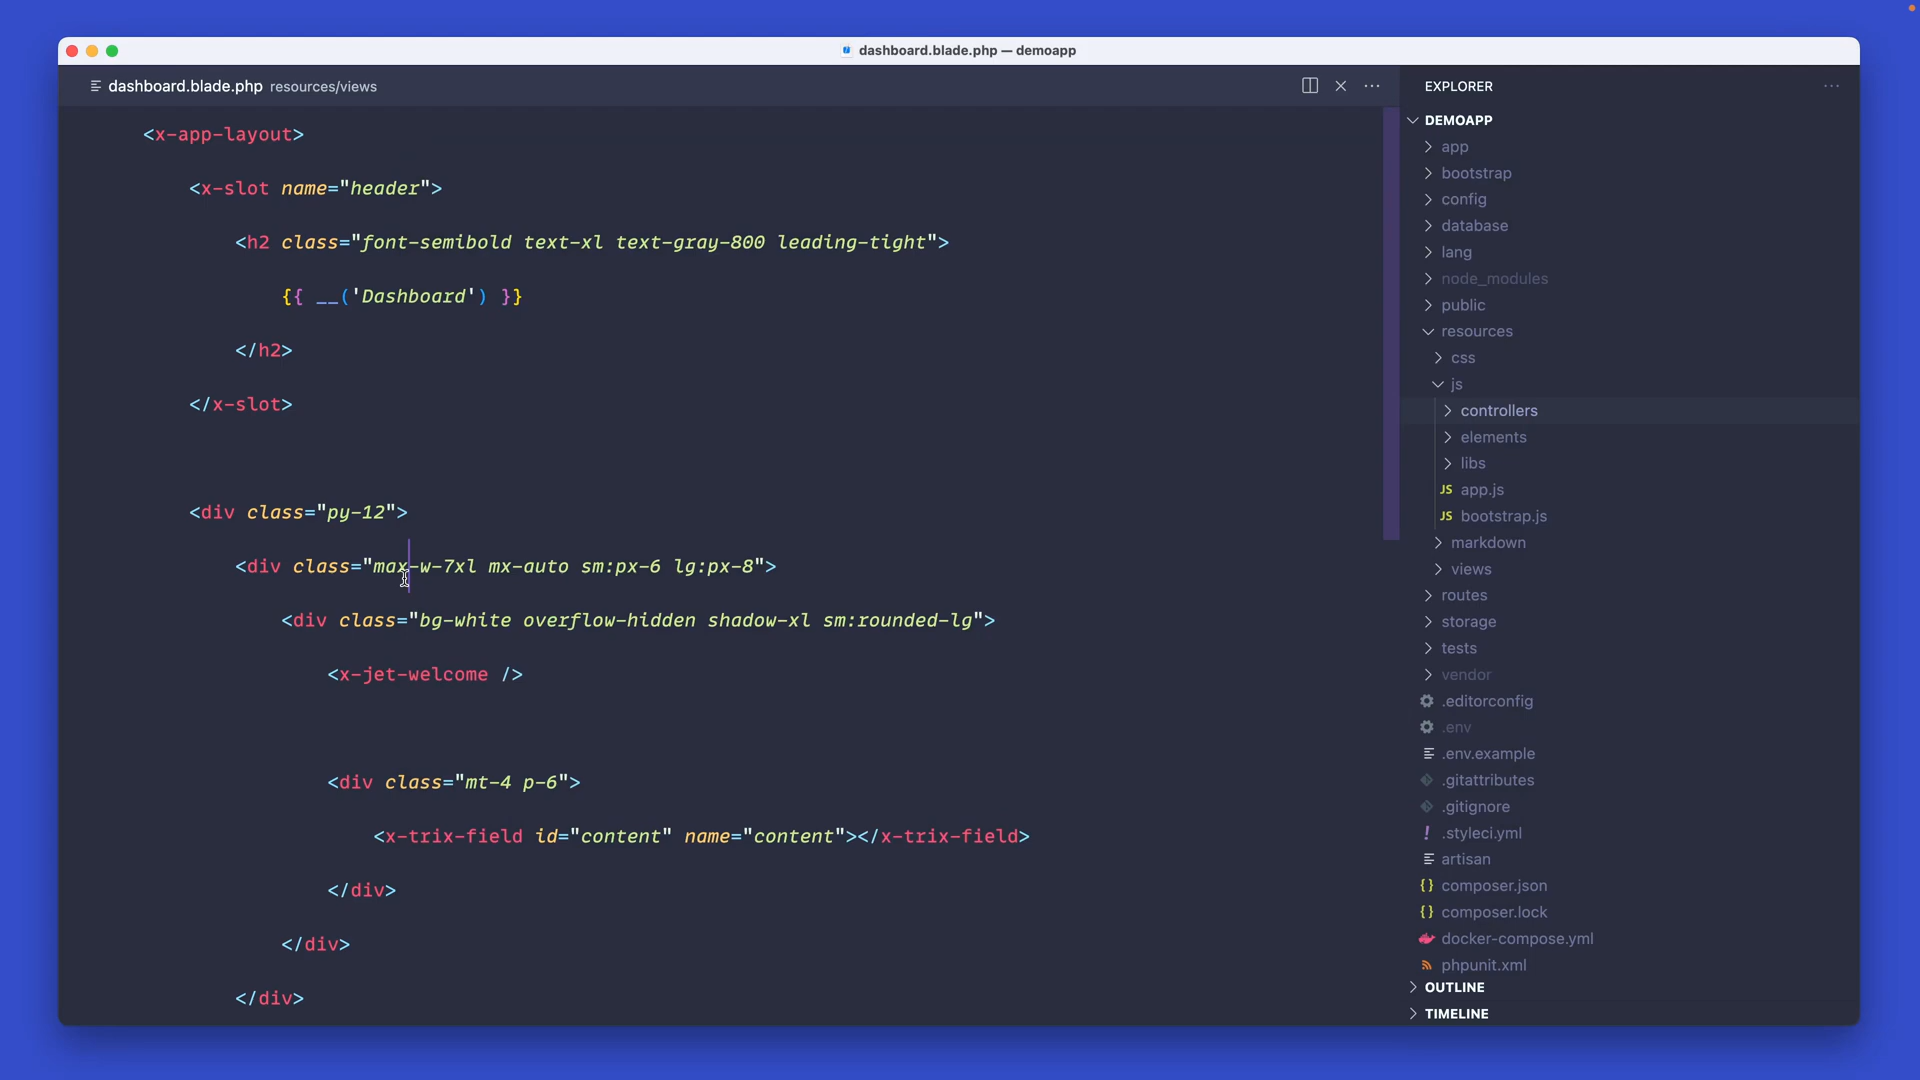 dashboard.blade.php — demoapp
dashboard.blade.php resources/views
<x-app-layout>
<x-slot name="header">
<h2 class="font-semibold text-xl text-gray-800 leading-tight">
{{ __('Dashboard') }}
</h2>
</x-slot>
<div class="py-12">
<div class="max-w-7xl mx-auto sm:px-6 lg:px-8">
<div class="bg-white overflow-hidden shadow-xl sm:rounded-lg">
<x-jet-welcome />
<div class="mt-4 p-6">
<x-trix-field id="content" name="content"></x-trix-field>
</div>
</div>
</div>
EXPLORER
DEMOAPP
app
bootstrap
config
database
lang
node_modules
public
resources
css
js
controllers
elements
libs
JS app.js
JS bootstrap.js
markdown
views
routes
storage
tests
vendor
.editorconfig
.env
.env.example
.gitattributes
.gitignore
! .styleci.yml
artisan
{} composer.json
{} composer.lock
docker-compose.yml
phpunit.xml
OUTLINE
TIMELINE